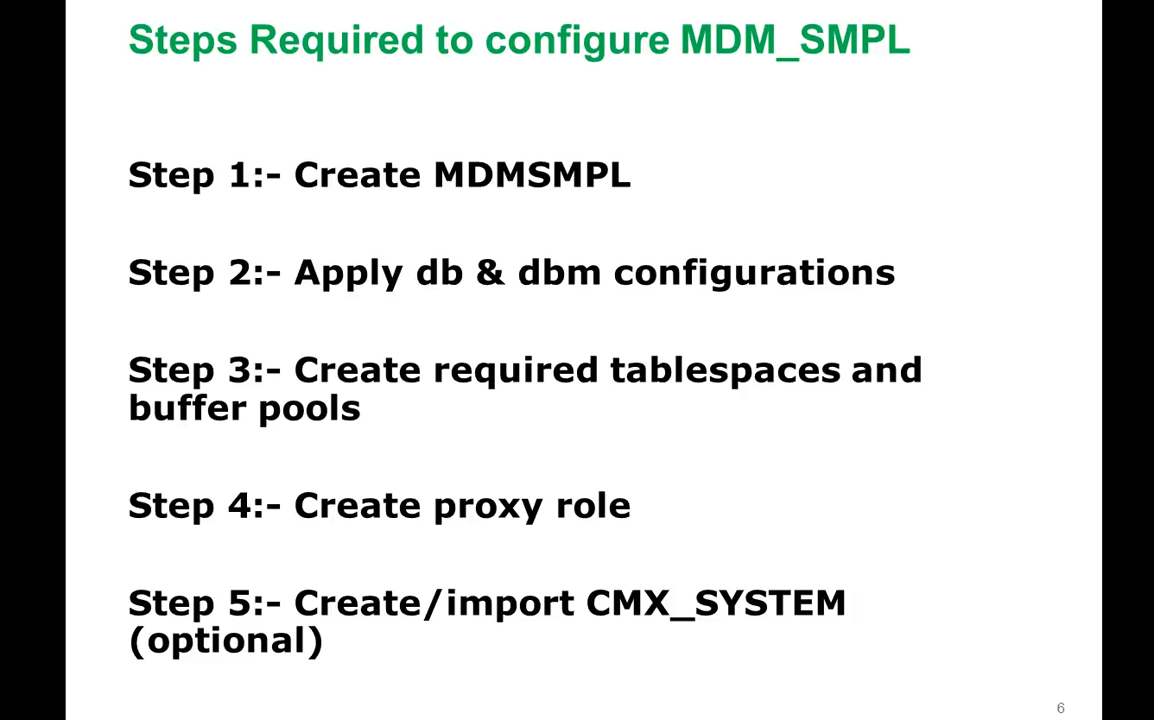 Steps Required to configure MDM_SMPL
Step 1:- Create MDMSMPL
Step 2:- Apply db & dbm configurations
Step 3:- Create required tablespaces and
buffer pools
Step 4:- Create proxy role
Step 5:- Create/import CMX_SYSTEM
(optional)
6